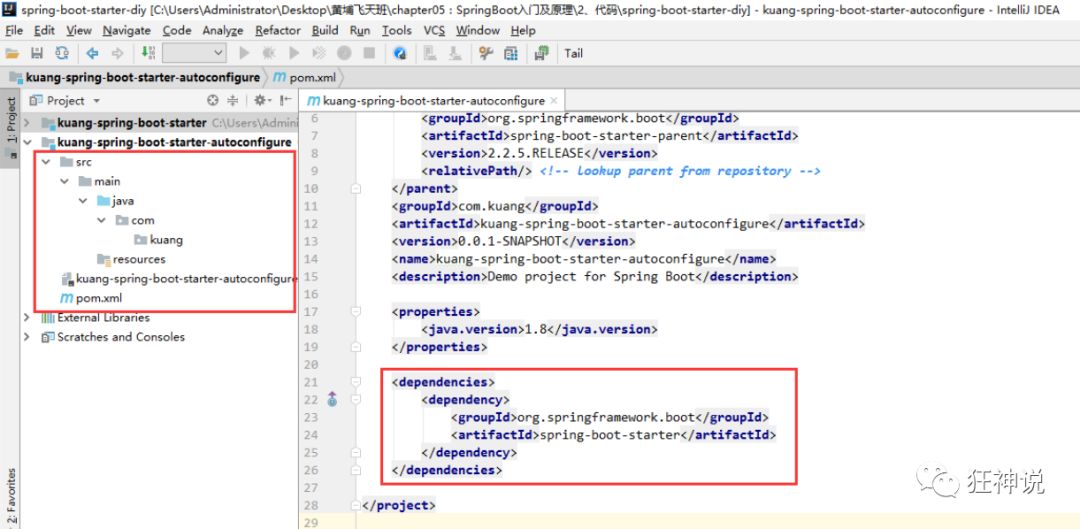 spring-boot-starter-diy [C:\Users\Administrator\Desktop\黄埔飞天班\chapter05：SpringBoot入门及原理\2、代码\spring-boot-starter-diy] - kuang-spring-boot-starter-autoconfigure - IntelliJ IDEA
File Edit View Navigate Code Analyze Refactor Build Run Tools VCS Window Help
Tail
kuang-spring-boot-starter-autoconfigure pom.xml
1: Project
2: Favorites
Project
kuang-spring-boot-starter C:\Users\Admini
kuang-spring-boot-starter-autoconfigure
src
main
java
com
kuang
resources
kuang-spring-boot-starter-autoconfigure
pom.xml
External Libraries
Scratches and Consoles
kuang-spring-boot-starter-autoconfigure
6 <groupId>org.springframework.boot</groupId>
7 <artifactId>spring-boot-starter-parent</artifactId>
8 <version>2.2.5.RELEASE</version>
9 <relativePath/> <!-- lookup parent from repository -->
10 </parent>
11 <groupId>com.kuang</groupId>
12 <artifactId>kuang-spring-boot-starter-autoconfigure</artifactId>
13 <version>0.0.1-SNAPSHOT</version>
14 <name>kuang-spring-boot-starter-autoconfigure</name>
15 <description>Demo project for Spring Boot</description>
16
17 <properties>
18 <java.version>1.8</java.version>
19 </properties>
20
21 <dependencies>
22 <dependency>
23 <groupId>org.springframework.boot</groupId>
24 <artifactId>spring-boot-starter</artifactId>
25 </dependency>
26 </dependencies>
27
28 </project>
29
狂神说